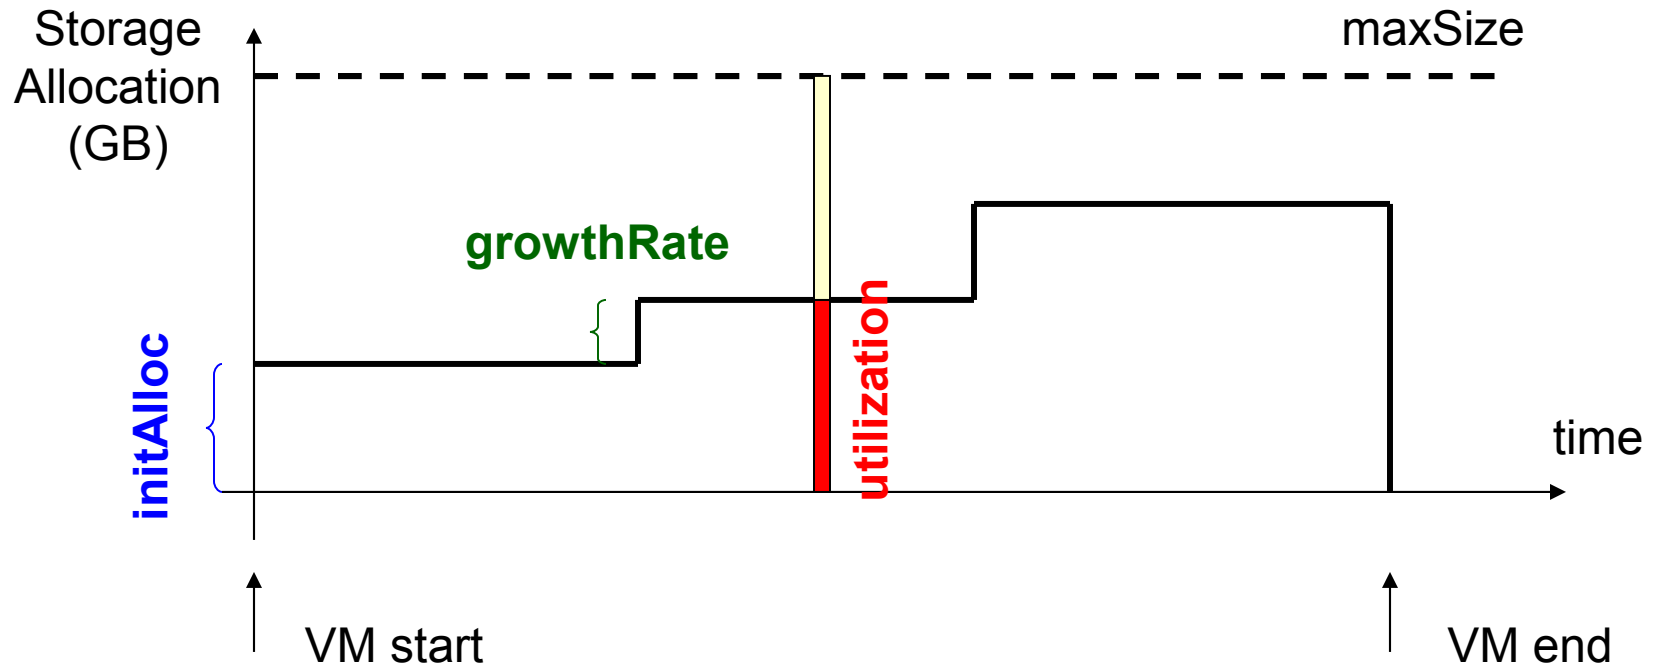 Storage
Allocation
(GB)
maxSize
growthRate
initAlloc
utilization
time
VM start
VM end